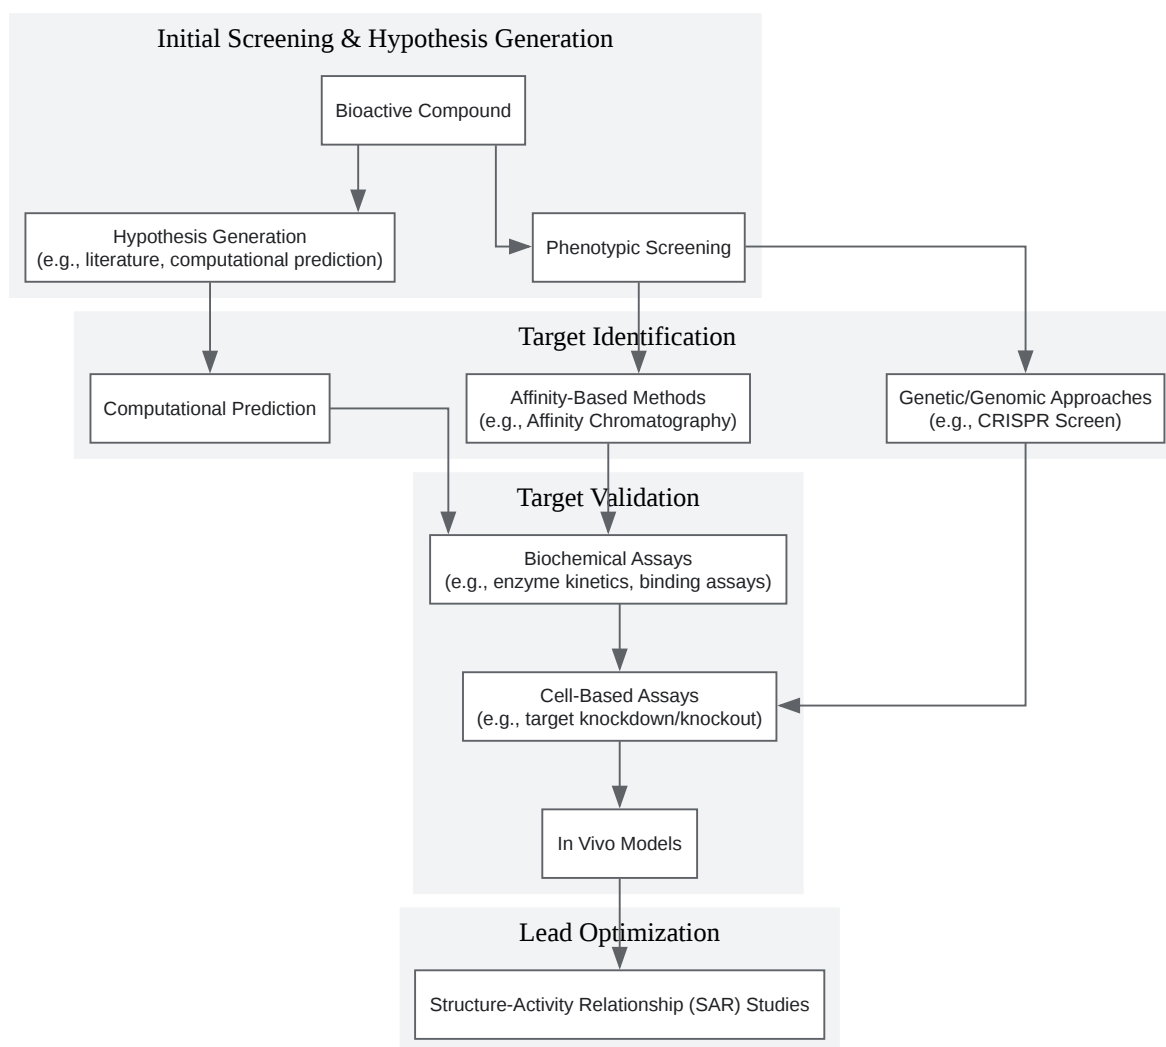 Initial Screening & Hypothesis Generation
Bioactive Compound
Hypothesis Generation
(e.g., literature, computational prediction)
Phenotypic Screening
Target Identification
Computational Prediction
Affinity-Based Methods
(e.g., Affinity Chromatography)
Genetic/Genomic Approaches
(e.g., CRISPR Screen)
Target Validation
Biochemical Assays
(e.g., enzyme kinetics, binding assays)
Cell-Based Assays
(e.g., target knockdown/knockout)
In Vivo Models
Lead Optimization
Structure-Activity Relationship (SAR) Studies